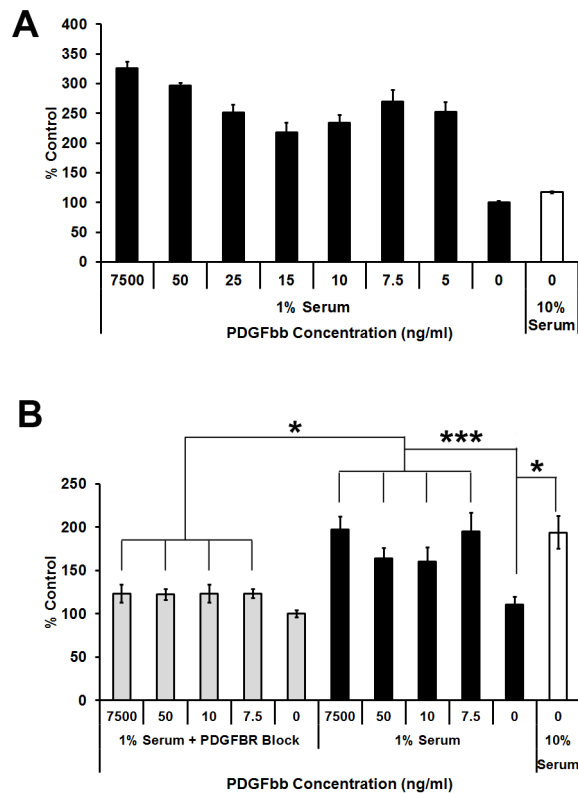 A
400
350
300
250
200
150
100
50
0
% Control
7500 50 25 15 10 7.5 5 0 0
1% Serum
10% Serum
PDGFbb Concentration (ng/ml)
B
* *** *
250
200
150
100
50
0
% Control
7500 50 10 7.5 0 7500 50 10 7.5 0 0
1% Serum + PDGFBR Block 1% Serum 10%
Serum
PDGFbb Concentration (ng/ml)